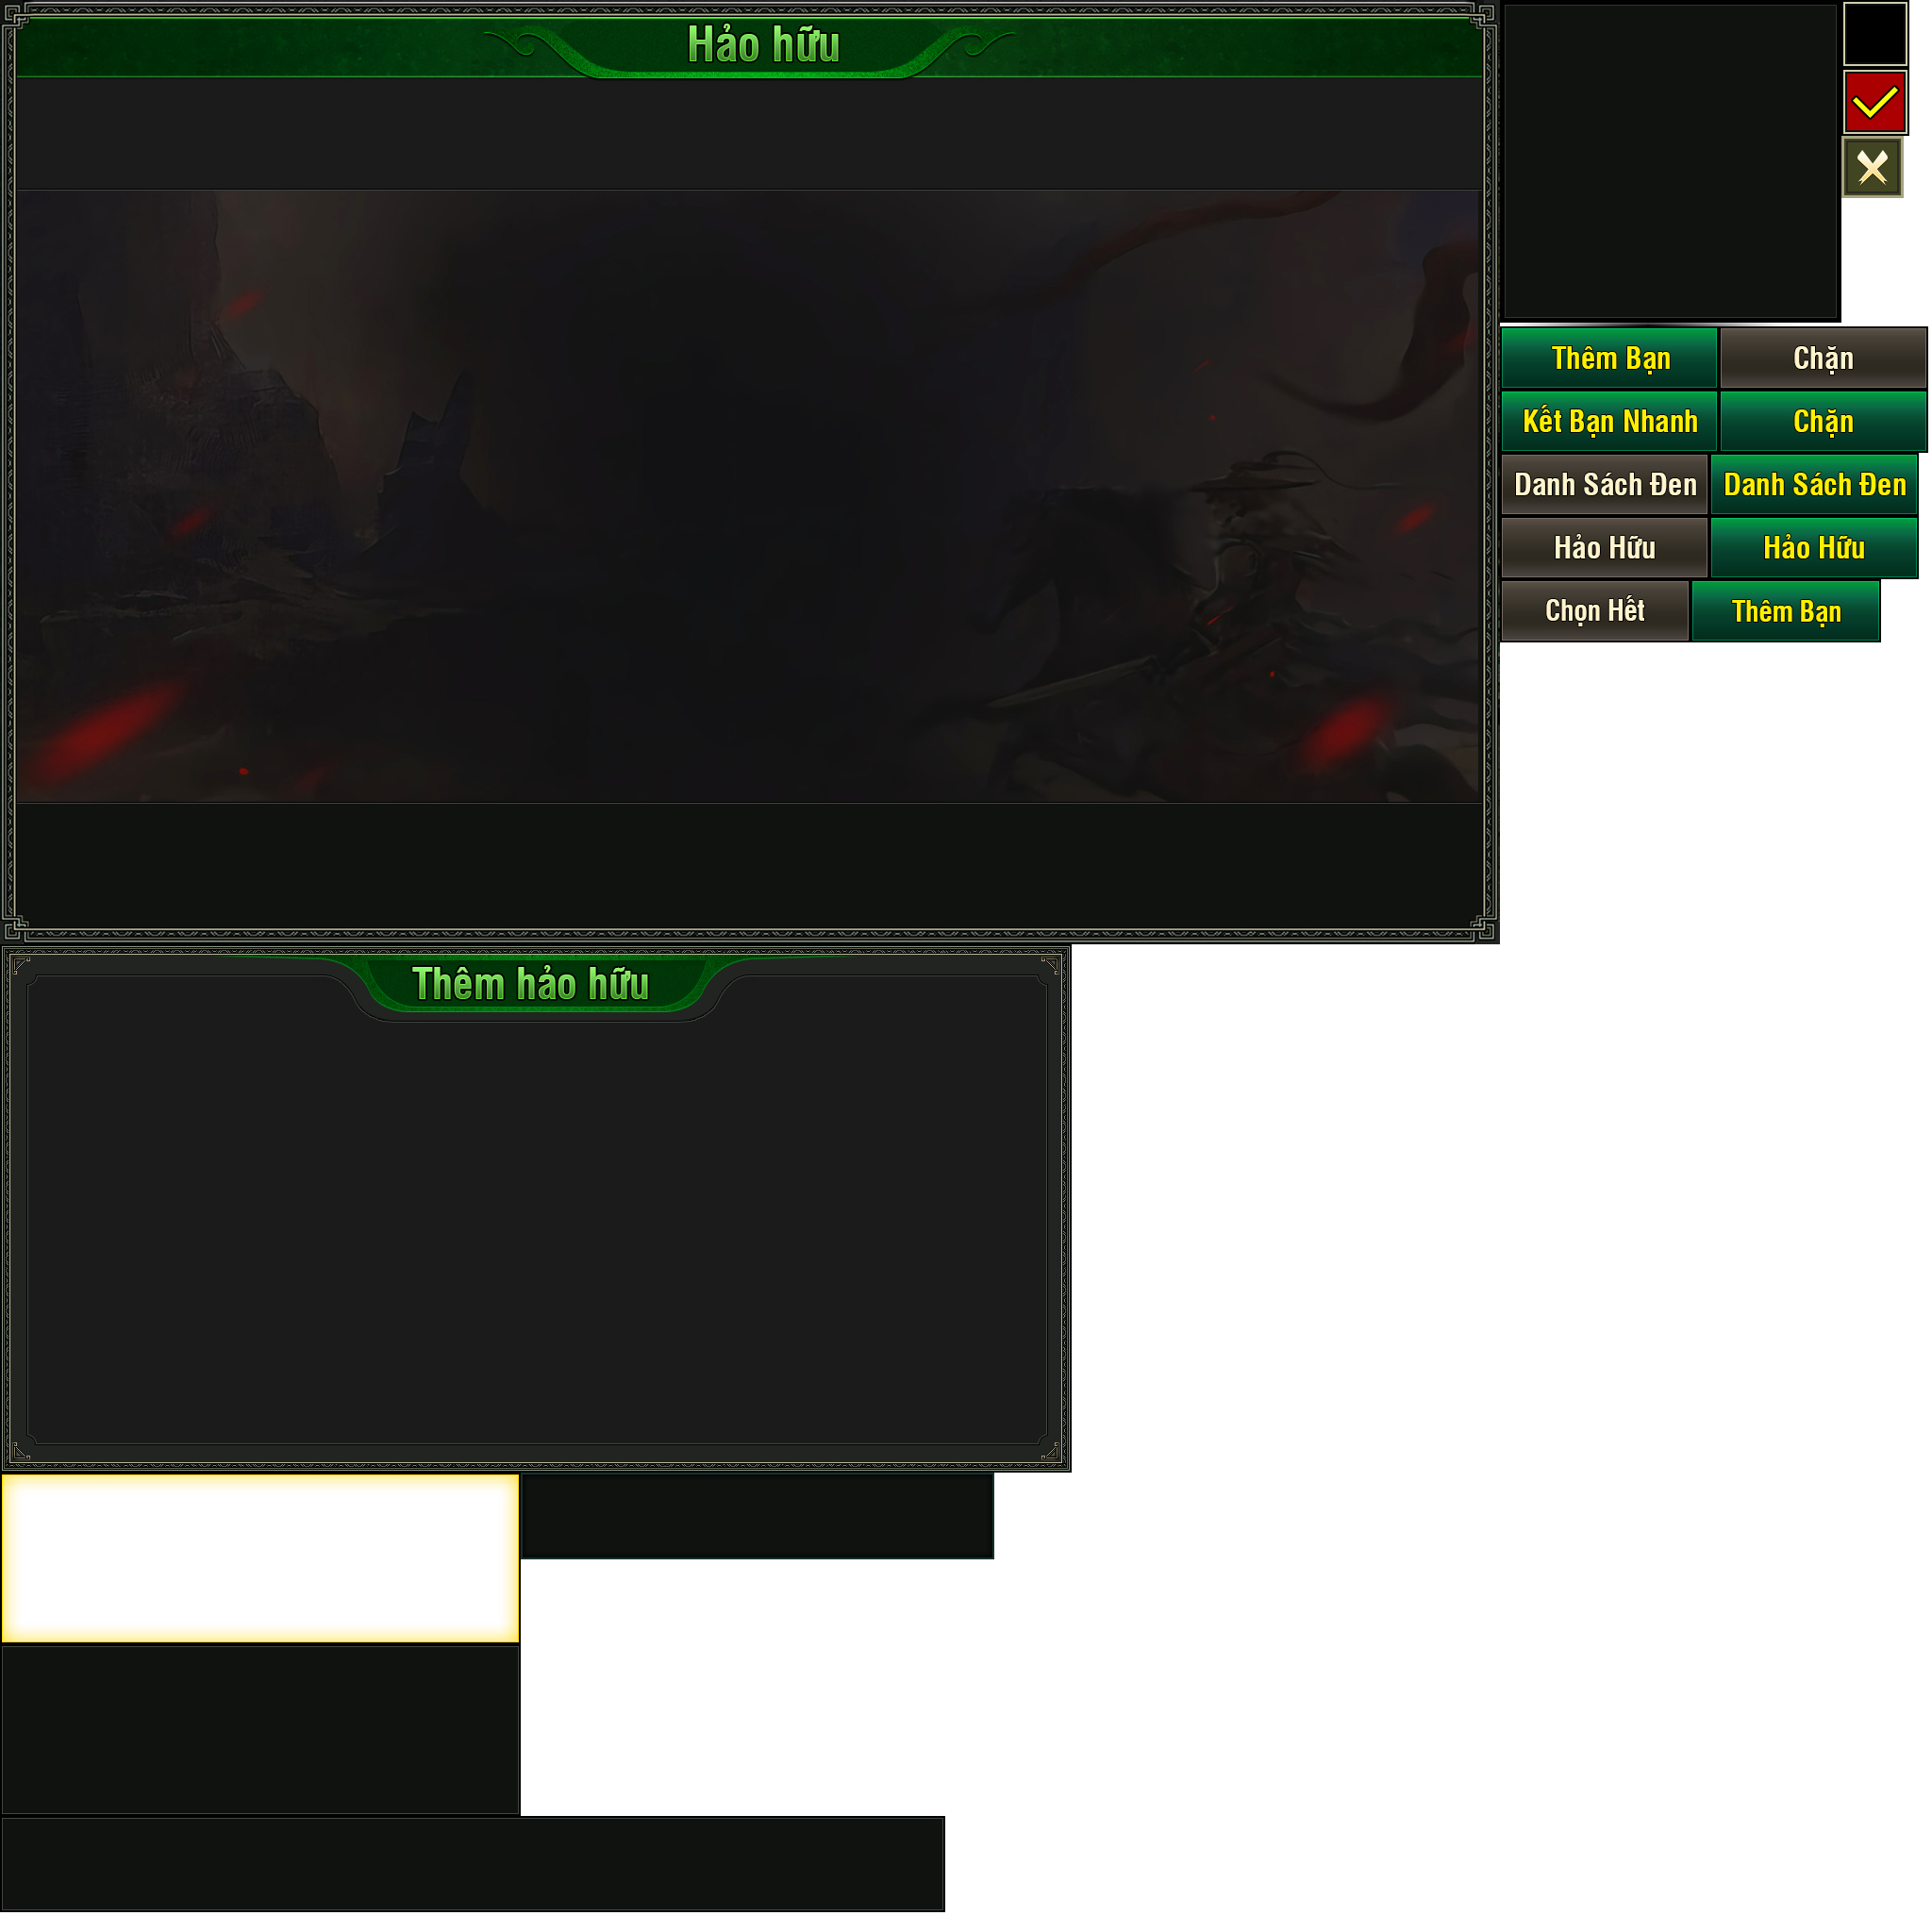 Hảo hữu
Thêm Bạn
Chặn
Kết Bạn Nhanh
Chặn
Danh Sách Đen
Danh Sách Đen
Hảo Hữu
Hảo Hữu
Chọn Hết
Thêm Bạn
Thêm hảo hữu